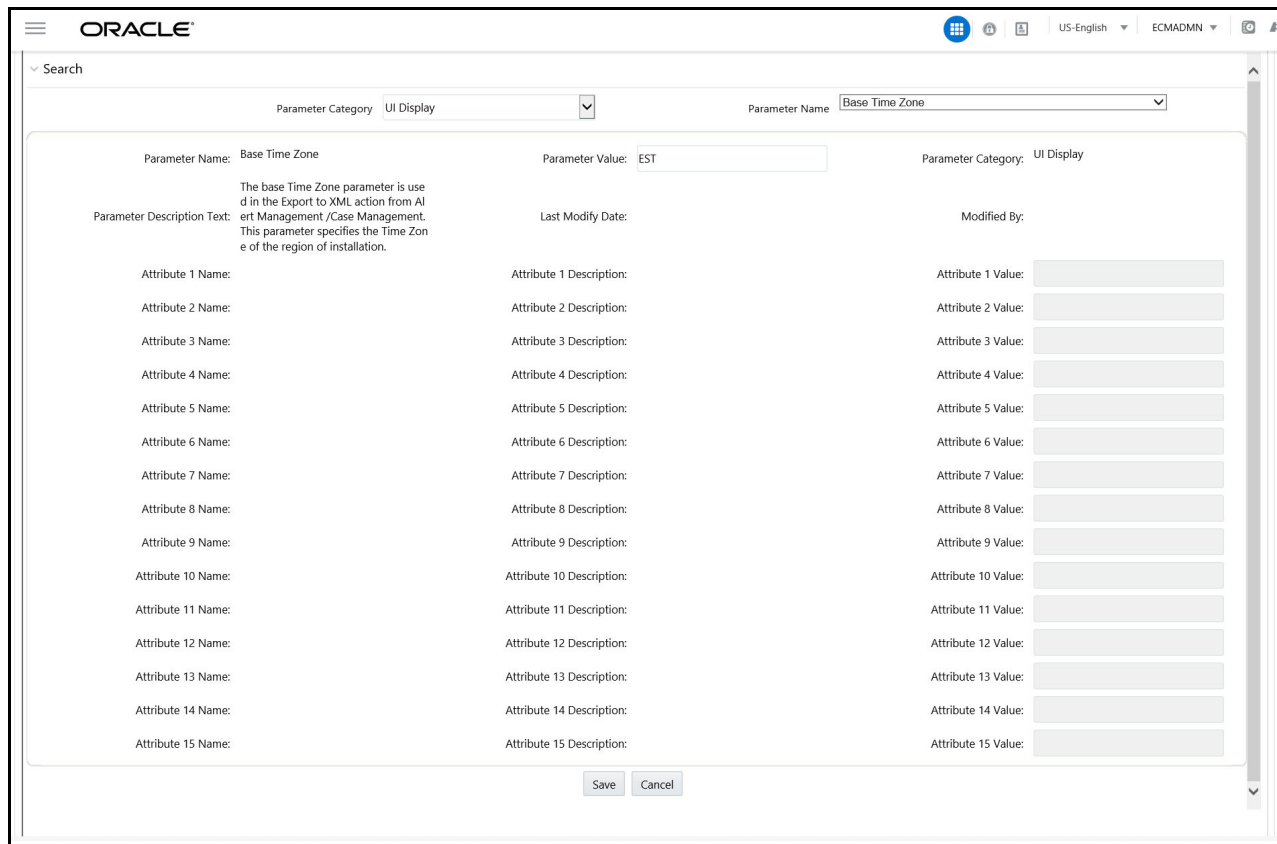 ORACLE
US-English
ECMADMN
Search
Parameter Category UI Display Parameter Name Base Time Zone
Parameter Name: Base Time Zone Parameter Value: EST Parameter Category: UI Display
Parameter Description Text: The base Time Zone parameter is use
d in the Export to XML action from Al
ert Management /Case Management.
This parameter specifies the Time Zon
e of the region of installation.
Last Modify Date: Modified By:
Attribute 1 Name: Attribute 1 Description: Attribute 1 Value:
Attribute 2 Name: Attribute 2 Description: Attribute 2 Value:
Attribute 3 Name: Attribute 3 Description: Attribute 3 Value:
Attribute 4 Name: Attribute 4 Description: Attribute 4 Value:
Attribute 5 Name: Attribute 5 Description: Attribute 5 Value:
Attribute 6 Name: Attribute 6 Description: Attribute 6 Value:
Attribute 7 Name: Attribute 7 Description: Attribute 7 Value:
Attribute 8 Name: Attribute 8 Description: Attribute 8 Value:
Attribute 9 Name: Attribute 9 Description: Attribute 9 Value:
Attribute 10 Name: Attribute 10 Description: Attribute 10 Value:
Attribute 11 Name: Attribute 11 Description: Attribute 11 Value:
Attribute 12 Name: Attribute 12 Description: Attribute 12 Value:
Attribute 13 Name: Attribute 13 Description: Attribute 13 Value:
Attribute 14 Name: Attribute 14 Description: Attribute 14 Value:
Attribute 15 Name: Attribute 15 Description: Attribute 15 Value:
Save Cancel